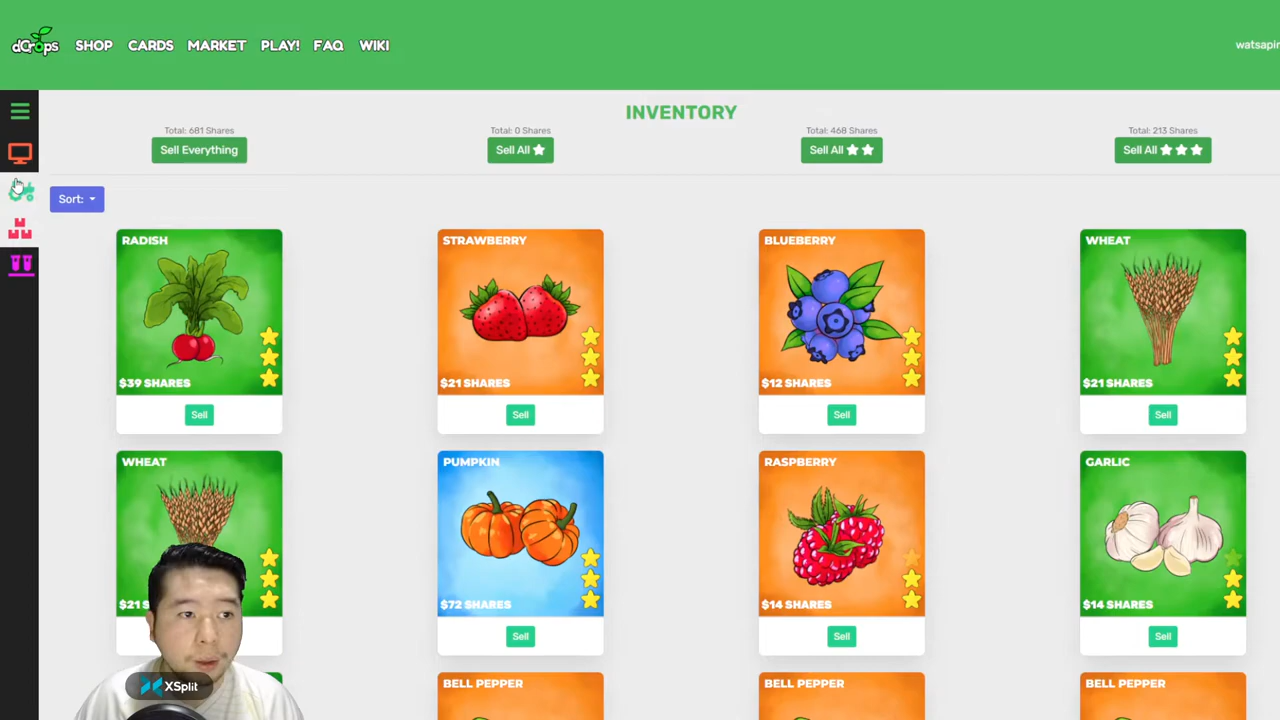 dCrops SHOP CARDS MARKET PLAY! FAQ WIKI watsapin
INVENTORY
Total: 681 Shares Total: 0 Shares Total: 468 Shares Total: 213 Shares
Sell Everything Sell All Sell All Sell All
Sort:
RADISH STRAWBERRY BLUEBERRY WHEAT
$39 SHARES $21 SHARES $12 SHARES $21 SHARES
Sell Sell Sell Sell
WHEAT PUMPKIN RASPBERRY GARLIC
$21 S $72 SHARES $14 SHARES $14 SHARES
Sell Sell Sell
BELL PEPPER BELL PEPPER BELL PEPPER
XSplit